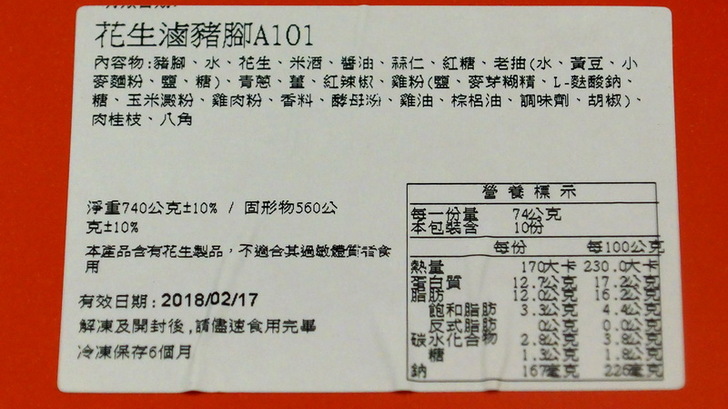 花生滷豬腳A101
內容物:豬腳、水、花生、米酒、醬油、蒜仁、紅糖、老抽(水、黃豆、小
麥麵粉、鹽、糖)、青蔥、薑、紅辣椒、雞粉(鹽、麥芽糊精、L-麩酸鈉、
糖、玉米澱粉、雞肉粉、香料、酵母粉、雞油、棕梠油、調味劑、胡椒)、
肉桂枝、八角
淨重740公克±10% / 固形物560公
克±10%
本產品含有花生製品，不適合其過敏體質者食
用
有效日期:2018/02/17
解凍及開封後,請儘速食用完畢
冷凍保存6個月
營養標示
每一份量 74公克
本包裝含 10份
每份 每100公克
熱量 170大卡 230.0大卡
蛋白質 12.7公克 17.2公克
脂肪 12.0公克 16.2公克
飽和脂肪 3.3公克 4.4公克
反式脂肪 0公克 0.0公克
碳水化合物 2.8公克 3.8公克
糖 1.3公克 1.8公克
鈉 167毫克 226毫克